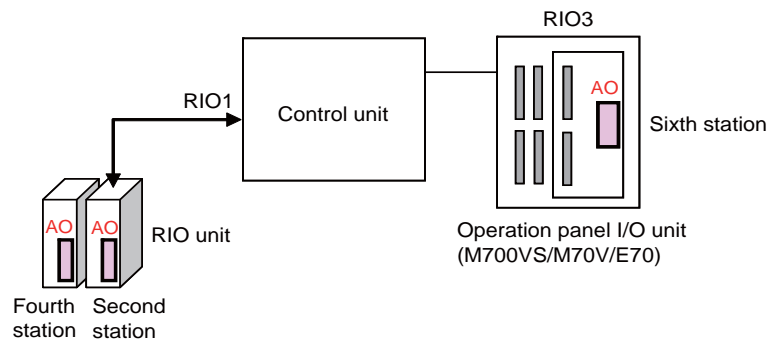 RIO3
RIO1
Control unit
AO
Sixth station
AO
AO
RIO unit
Operation panel I/O unit
(M700VS/M70V/E70)
Fourth
station
Second
station